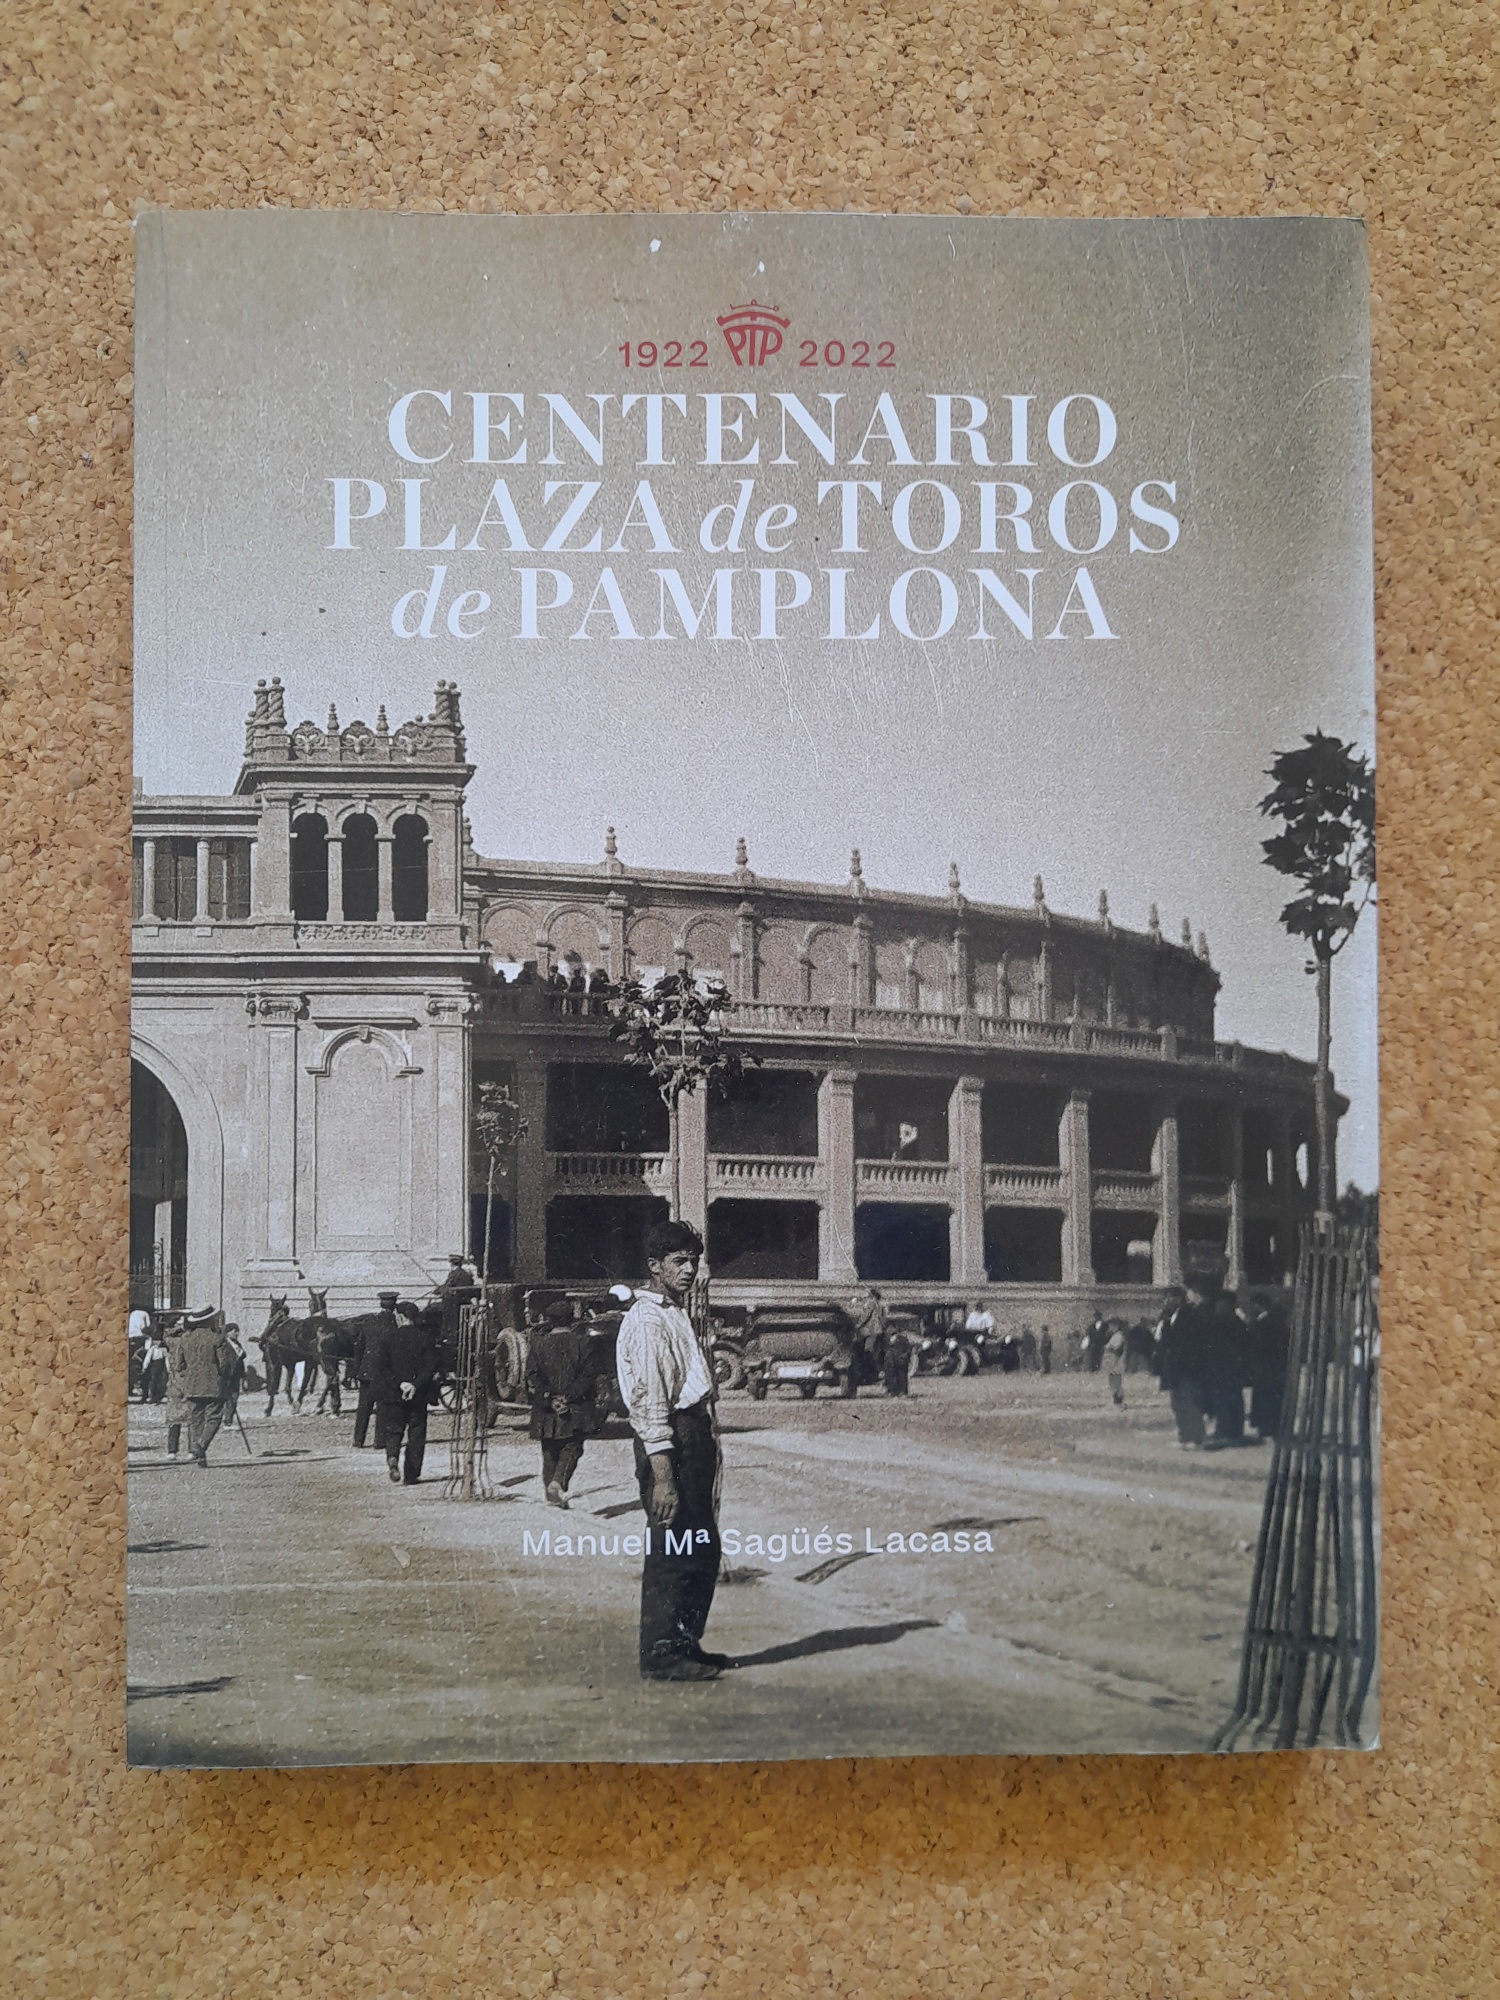 1922 PTP 2022
CENTENARIO
PLAZA de TOROS
de PAMPLONA
Manuel Mª Sagüés Lacasa